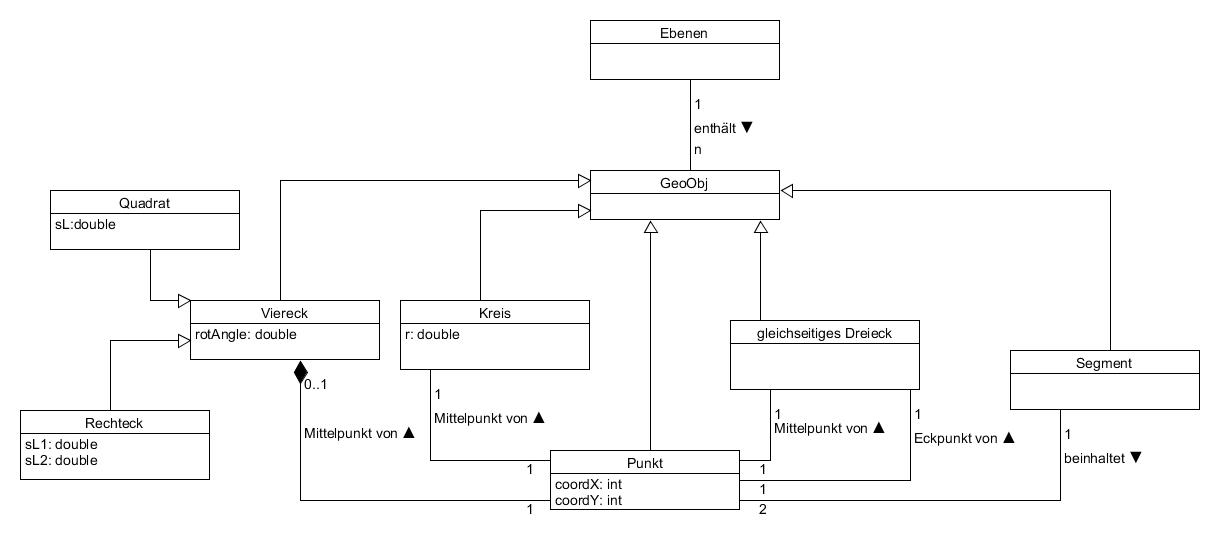 Ebenen
1
enthält ▼
n
GeoObj
Quadrat
sL:double
Viereck
rotAngle: double
Kreis
r: double
gleichseitiges Dreieck
Segment
Rechteck
sL1: double
sL2: double
0..1
Mittelpunkt von ▲
1
1
Mittelpunkt von ▲
1
Punkt
coordX: int
coordY: int
1
Mittelpunkt von ▲
1
1
Eckpunkt von ▲
1
1
beinhaltet ▼
2